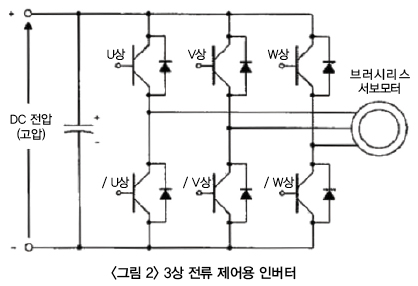 +
U상
V상
W상
브러시리스
서보모터
DC 전압
(고압)
+
-
/ U상
/ V상
/ W상
-
〈그림 2〉 3상 전류 제어용 인버터